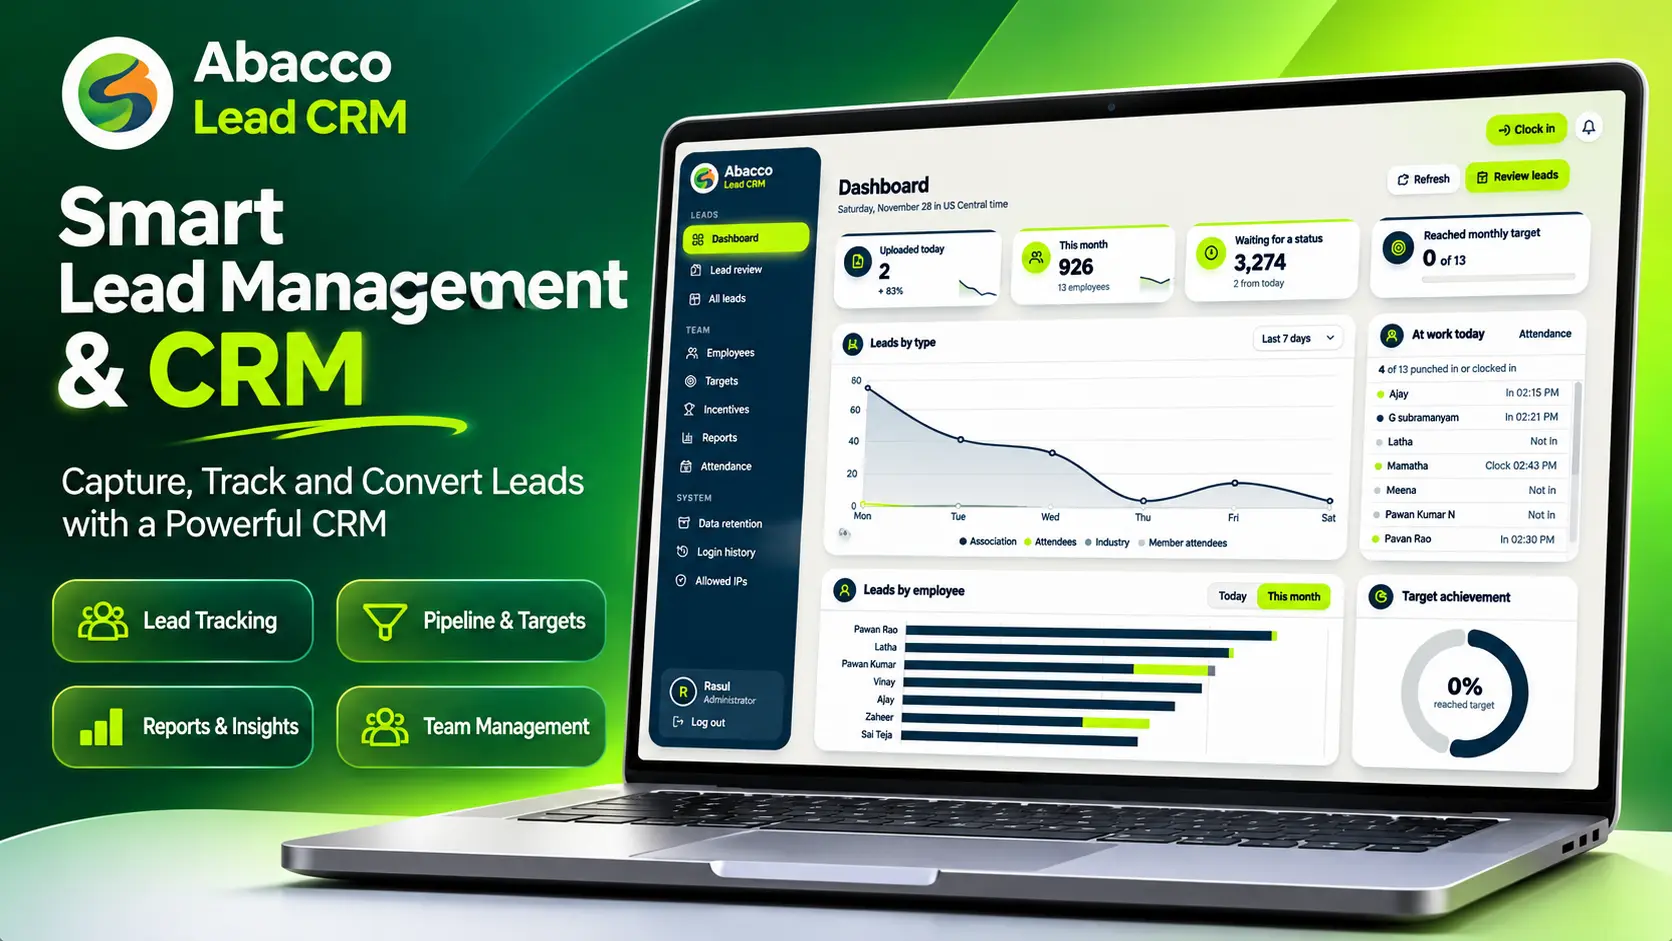 Abacco
Lead CRM
Smart
Lead Management
& CRM
Capture, Track and Convert Leads
with a Powerful CRM
Lead Tracking
Pipeline & Targets
Reports & Insights
Team Management
Abacco
Lead CRM
LEADS
Dashboard
Lead review
All leads
TEAM
Employees
Targets
Incentives
Reports
Attendance
SYSTEM
Data retention
Login history
Allowed IPs
R
Rasul
Administrator
Log out
Clock in
Dashboard
Saturday, November 28 in US Central time
Refresh
Review leads
Uploaded today
2
+ 83%
This month
926
13 employees
Waiting for a status
3,274
2 from today
Reached monthly target
0 of 13
Leads by type
Last 7 days
80
60
40
20
0
Mon Tue Wed Thu Fri Sat
Association Attendees Industry Member attendees
At work today Attendance
4 of 13 punched in or clocked in
Ajay In 02:15 PM
G subramanyam In 02:21 PM
Latha Not in
Mamatha Clock 02:43 PM
Meena Not in
Pawan Kumar N Not in
Pavan Rao In 02:30 PM
Leads by employee
Today This month
Pawan Rao
Latha
Pawan Kumar
Vinay
Ajay
Zaheer
Sai Teja
Target achievement
0%
reached target